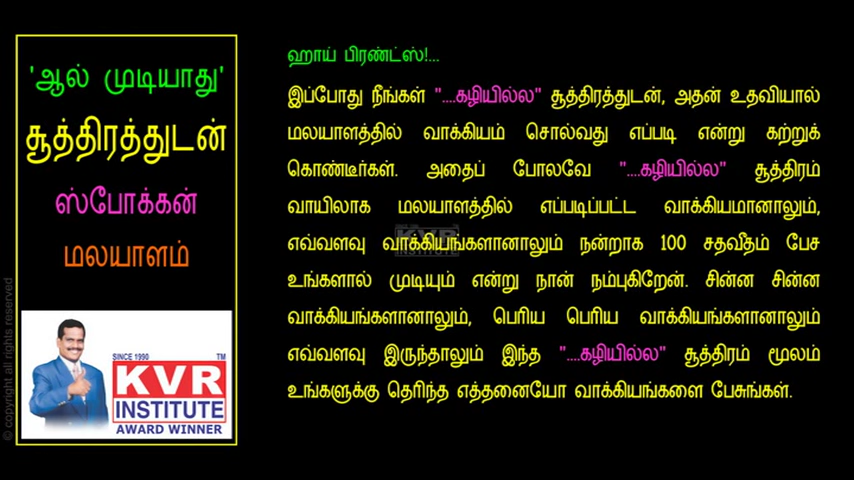 'ஆல் முடியாது'
சூத்திரத்துடன்
ஸ்போக்கன்
மலயாளம்
SINCE 1990
TM
KVR
INSTITUTE
AWARD WINNER
© copyright all rights reserved
ஹாய் பிரண்ட்ஸ்!...
இப்போது நீங்கள் "....கழியில்ல" சூத்திரத்துடன், அதன் உதவியால்
மலயாளத்தில் வாக்கியம் சொல்வது எப்படி என்று கற்றுக்
கொண்டீர்கள். அதைப் போலவே "....கழியில்ல" சூத்திரம்
வாயிலாக மலயாளத்தில் எப்படிப்பட்ட வாக்கியமானாலும்,
எவ்வளவு வாக்கியங்களானாலும் நன்றாக 100 சதவீதம் பேச
உங்களால் முடியும் என்று நான் நம்புகிறேன். சின்ன சின்ன
வாக்கியங்களானாலும், பெரிய பெரிய வாக்கியங்களானாலும்
எவ்வளவு இருந்தாலும் இந்த "....கழியில்ல" சூத்திரம் மூலம்
உங்களுக்கு தெரிந்த எத்தனையோ வாக்கியங்களை பேசுங்கள்.
KVR
INSTITUTE